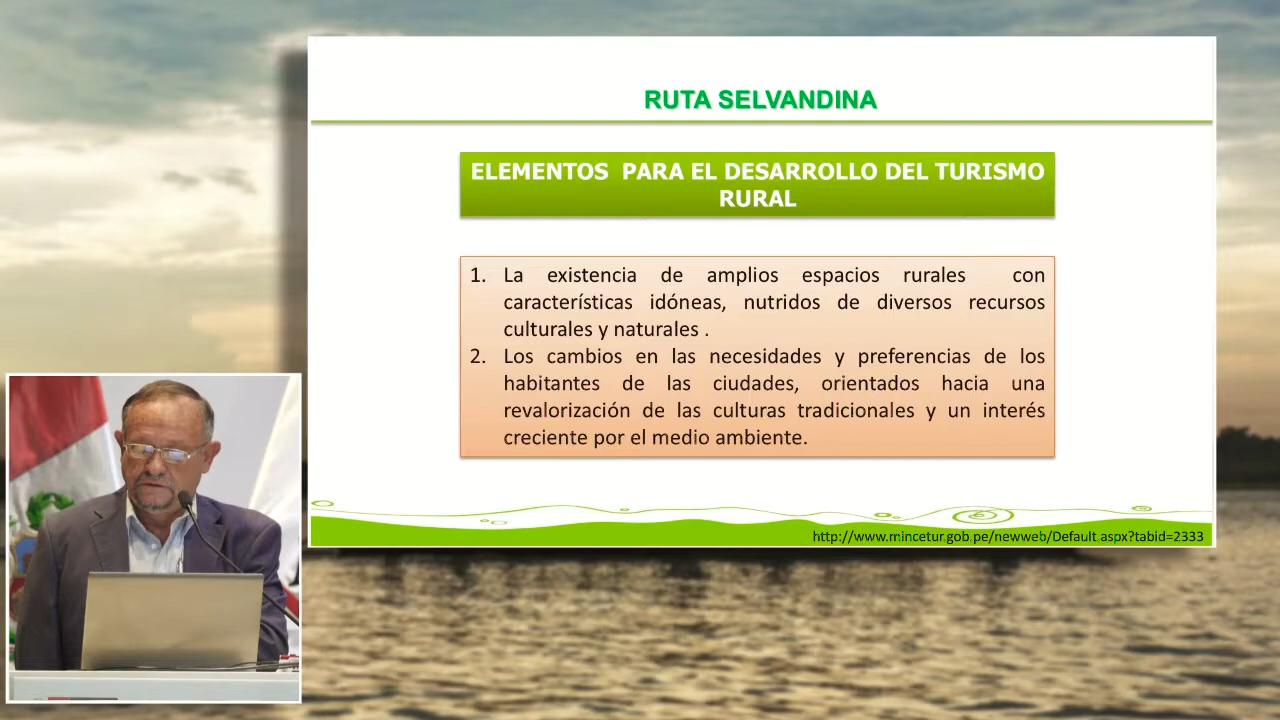 RUTA SELVANDINA
ELEMENTOS PARA EL DESARROLLO DEL TURISMO
RURAL
1. La existencia de amplios espacios rurales con
características idóneas, nutridos de diversos recursos
culturales y naturales .
2. Los cambios en las necesidades y preferencias de los
habitantes de las ciudades, orientados hacia una
revalorización de las culturas tradicionales y un interés
creciente por el medio ambiente.
http://www.mincetur.gob.pe/newweb/Default.aspx?tabid=2333